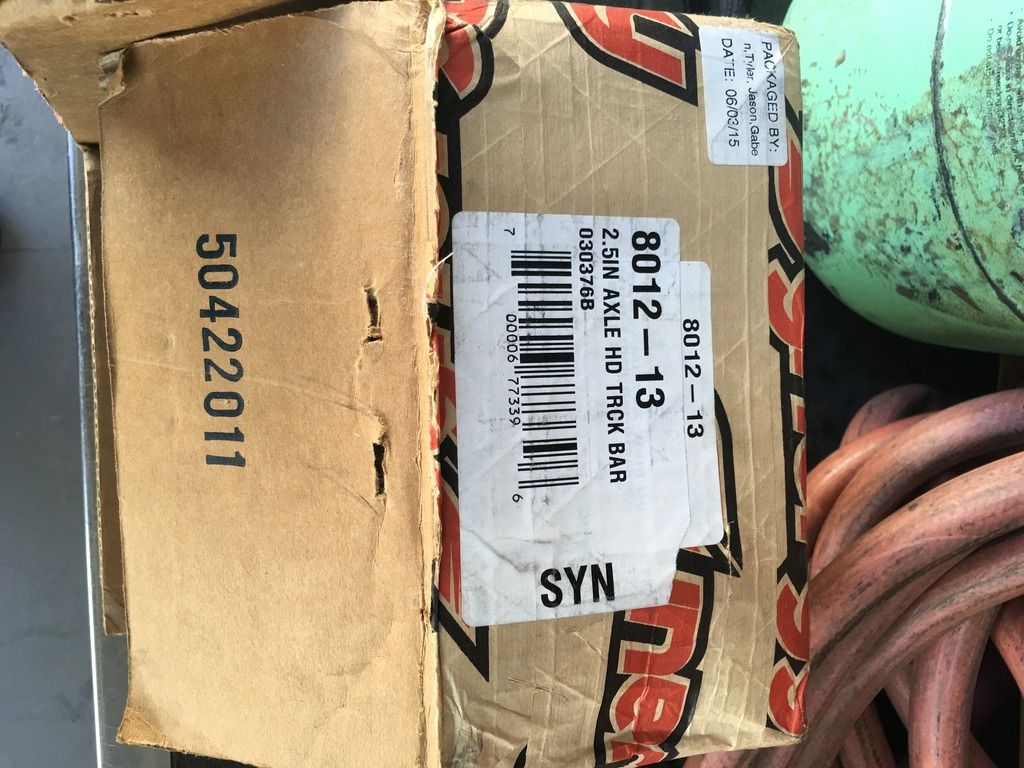 PACKAGED BY:
n,Tyler, Jason,Gabe
DATE: 06/03/15
8012-13
8012-13
2.5IN AXLE HD TRCK BAR
030376B
7 00006 77339 6
SYN
50422011